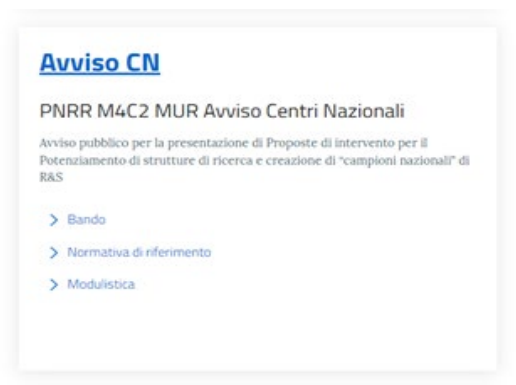 Avviso CN
PNRR M4C2 MUR Avviso Centri Nazionali
Avviso pubblico per la presentazione di Proposte di intervento per il
Potenziamento di strutture di ricerca e creazione di “campioni nazionali” di
R&S
Bando
Normativa di riferimento
Modulistica